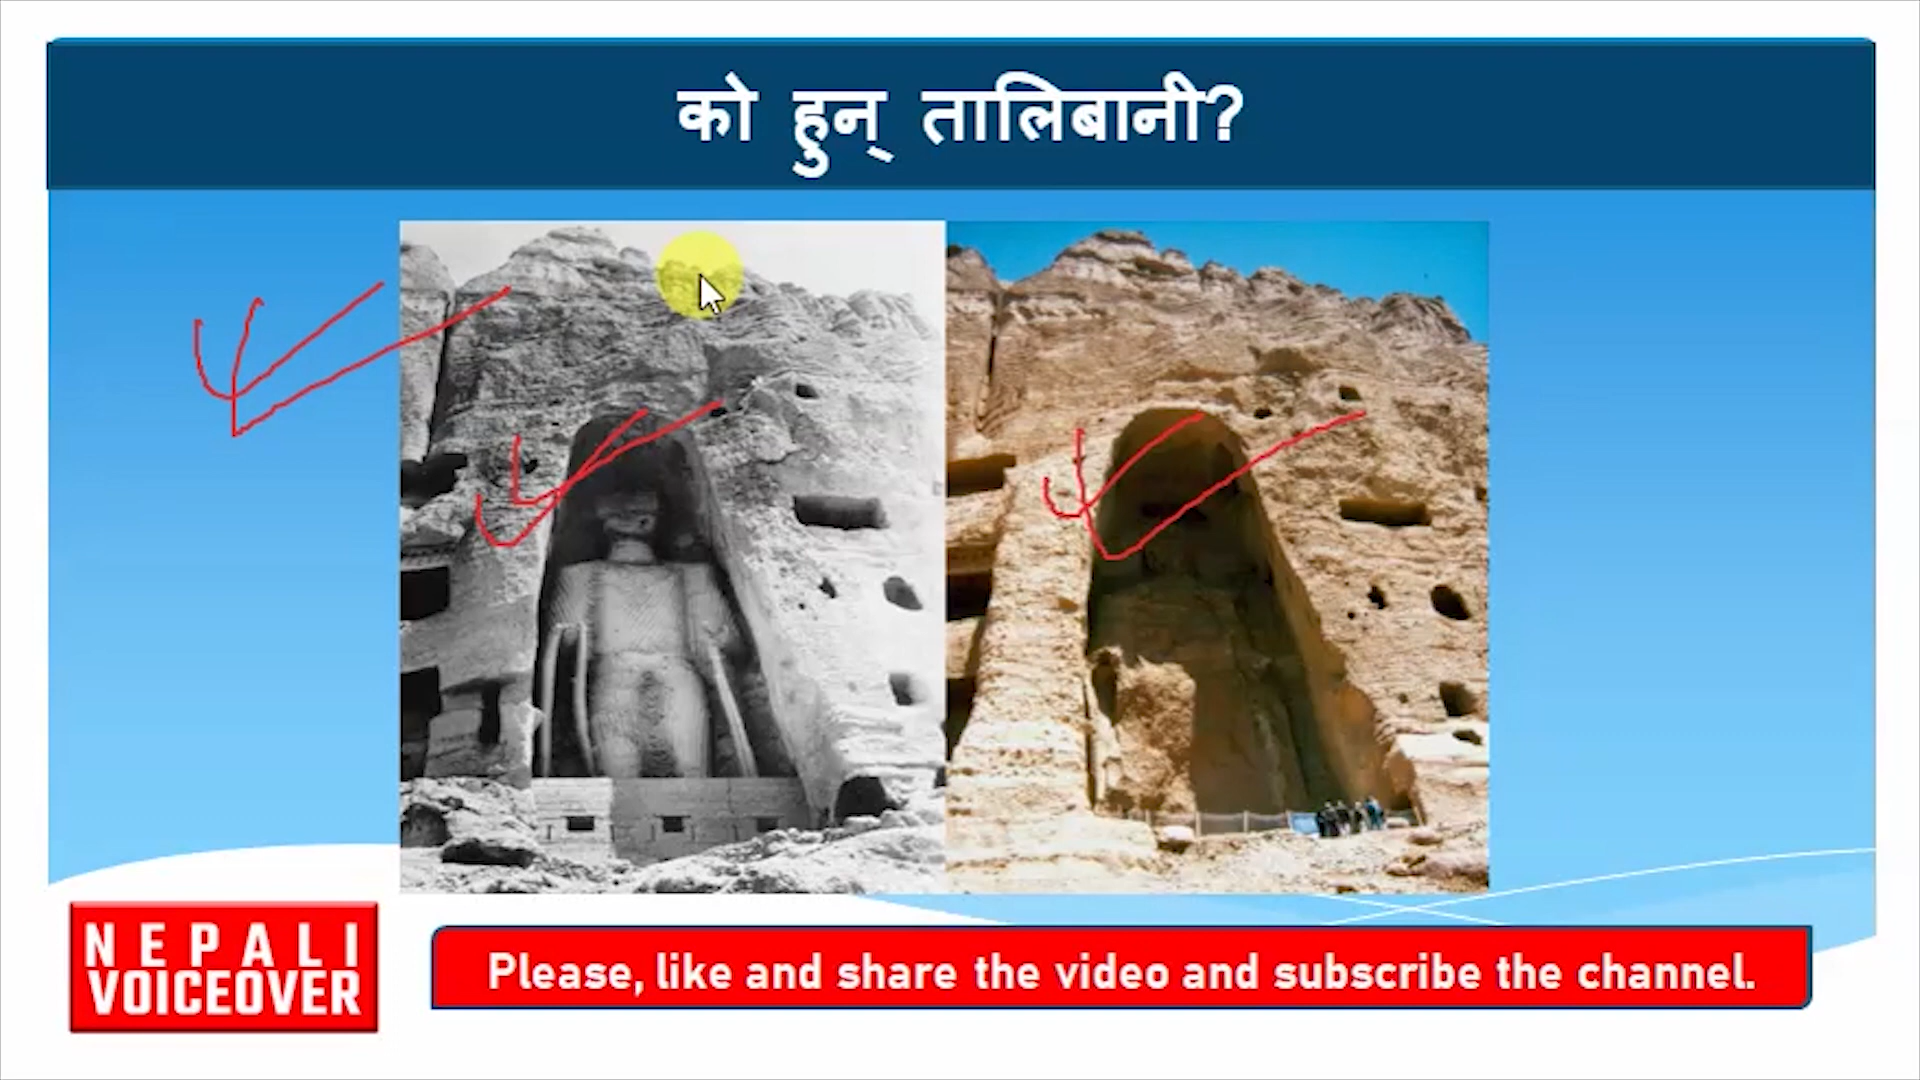 को हुन् तालिबानी?
NEPALI
VOICEOVER
Please, like and share the video and subscribe the channel.